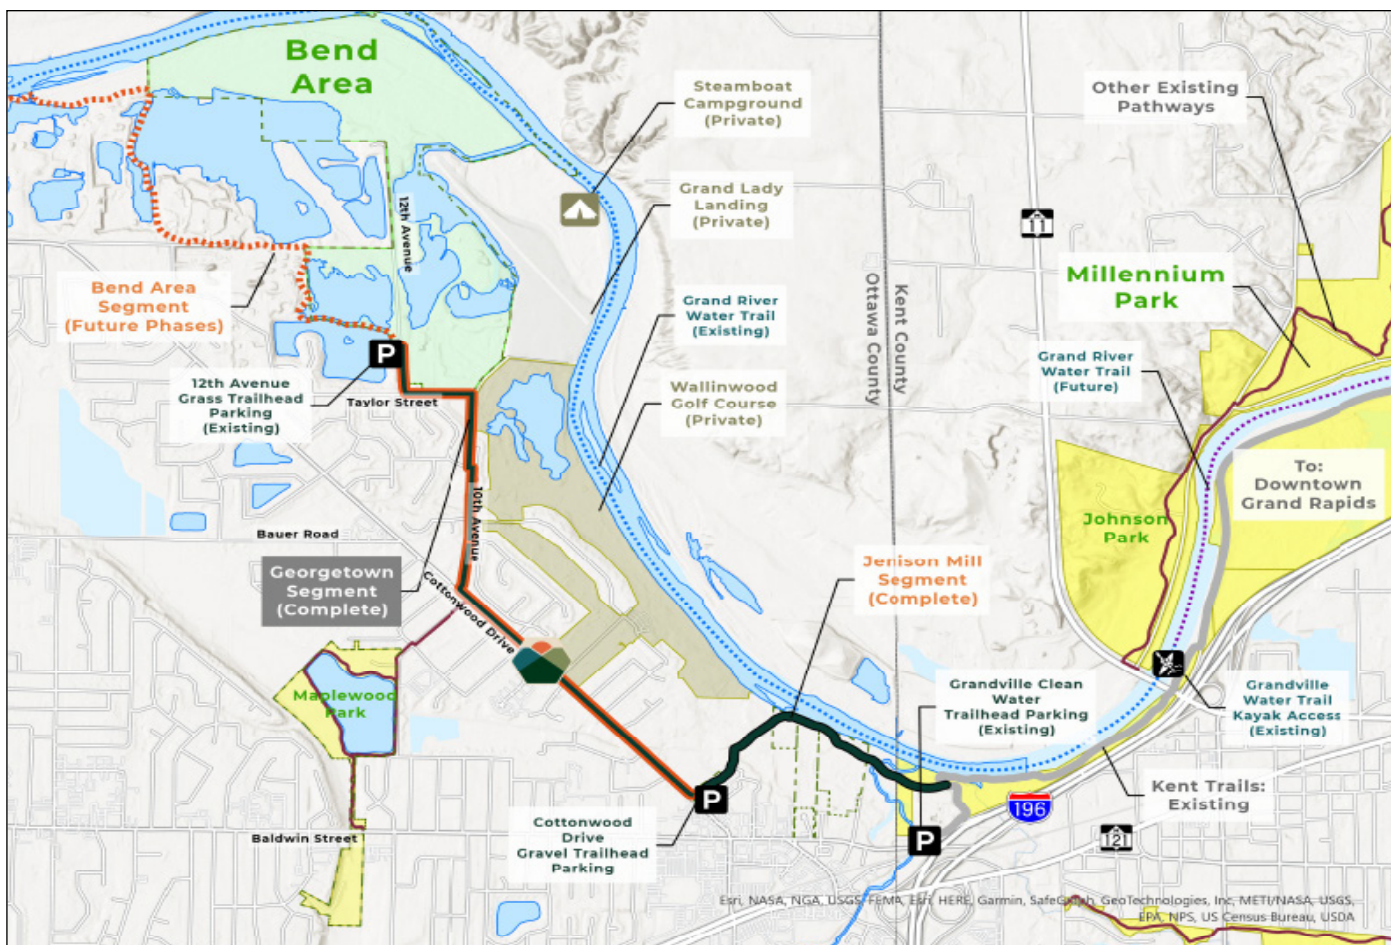 Bend
Area
Steamboat
Campground
(Private)
Other Existing
Pathways
Grand Lady
Landing
(Private)
12th Avenue
11
Millennium
Park
Bend Area
Segment
(Future Phases)
Grand River
Water Trail
(Existing)
Ottawa County
Kent County
Grand River
Water Trail
(Future)
P
12th Avenue
Grass Trailhead
Parking
(Existing)
Taylor Street
Wallinwood
Golf Course
(Private)
To:
Downtown
Grand Rapids
10th Avenue
Johnson
Park
Bauer Road
Georgetown
Segment
(Complete)
Cottonwood Drive
Jenison Mill
Segment
(Complete)
Maplewood
Park
Grandville Clean
Water
Trailhead Parking
(Existing)
Grandville
Water Trail
Kayak Access
(Existing)
P
Kent Trails:
Existing
196
Baldwin Street
Cottonwood
Drive
Gravel Trailhead
Parking
P
121
Esri, NASA, NGA, USGS, FEMA, Esri, HERE, Garmin, SafeGraph, GeoTechnologies, Inc, METI/NASA, USGS,
EPA, NPS, US Census Bureau, USDA